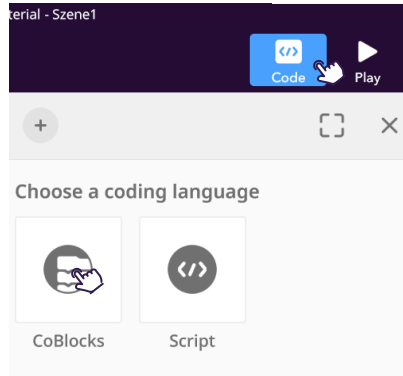 terial - Szene1
Code
Play
Choose a coding language
CoBlocks
Script